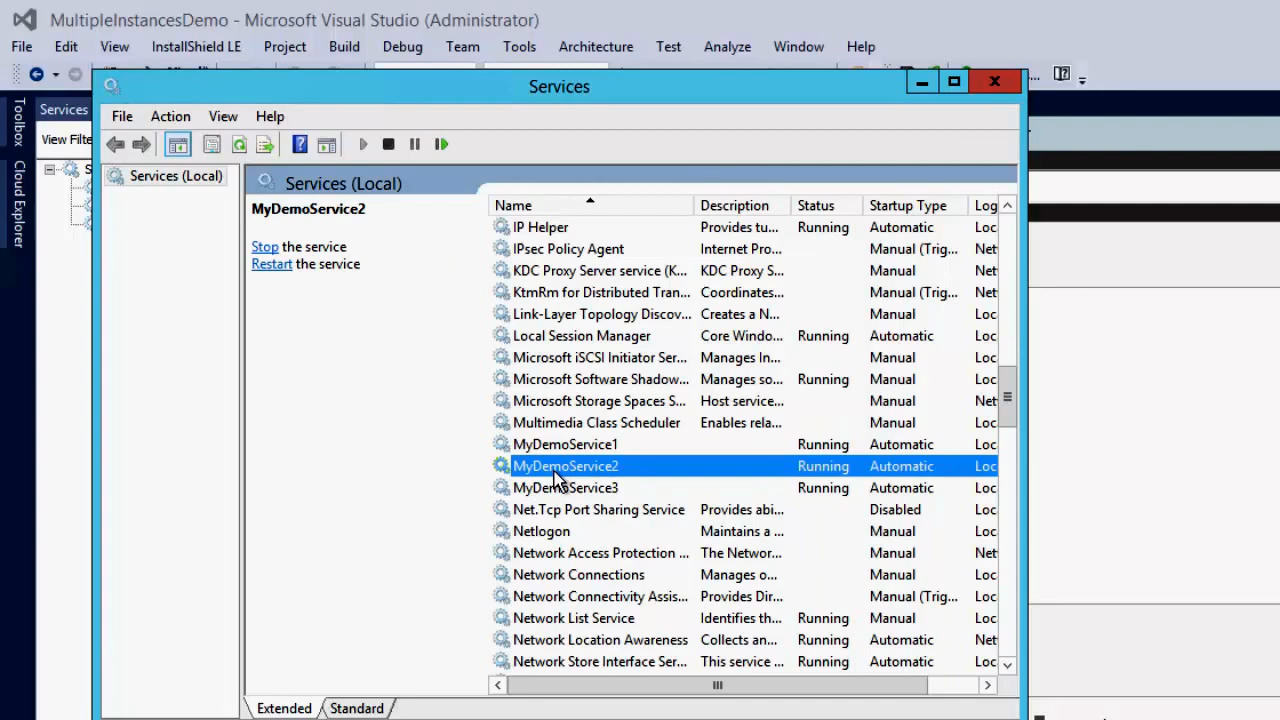 MultipleInstancesDemo - Microsoft Visual Studio (Administrator)
File Edit View InstallShield LE Project Build Debug Team Tools Architecture Test Analyze Window Help
Services
File Action View Help
Toolbox
Cloud Explorer
Services
View Filte
S
Services (Local)
Services (Local)
MyDemoService2
Stop the service
Restart the service
Name Description Status Startup Type Log
IP Helper Provides tu... Running Automatic Loc
IPsec Policy Agent Internet Pro... Manual (Trig... Net
KDC Proxy Server service (K... KDC Proxy S... Manual Net
KtmRm for Distributed Tran... Coordinates... Manual (Trig... Net
Link-Layer Topology Discov... Creates a N... Manual Loc
Local Session Manager Core Windo... Running Automatic Loc
Microsoft iSCSI Initiator Ser... Manages In... Manual Loc
Microsoft Software Shadow... Manages so... Running Manual Loc
Microsoft Storage Spaces S... Host service... Manual Net
Multimedia Class Scheduler Enables rela... Manual Loc
MyDemoService1 Running Automatic Loc
MyDemoService2 Running Automatic Loc
MyDemoService3 Running Automatic Loc
Net.Tcp Port Sharing Service Provides abi... Disabled Loc
Netlogon Maintains a ... Manual Loc
Network Access Protection ... The Networ... Manual Net
Network Connections Manages o... Manual Loc
Network Connectivity Assis... Provides Dir... Manual (Trig... Loc
Network List Service Identifies th... Running Manual Loc
Network Location Awareness Collects an... Running Automatic Net
Network Store Interface Ser... This service ... Running Automatic Loc
Extended Standard